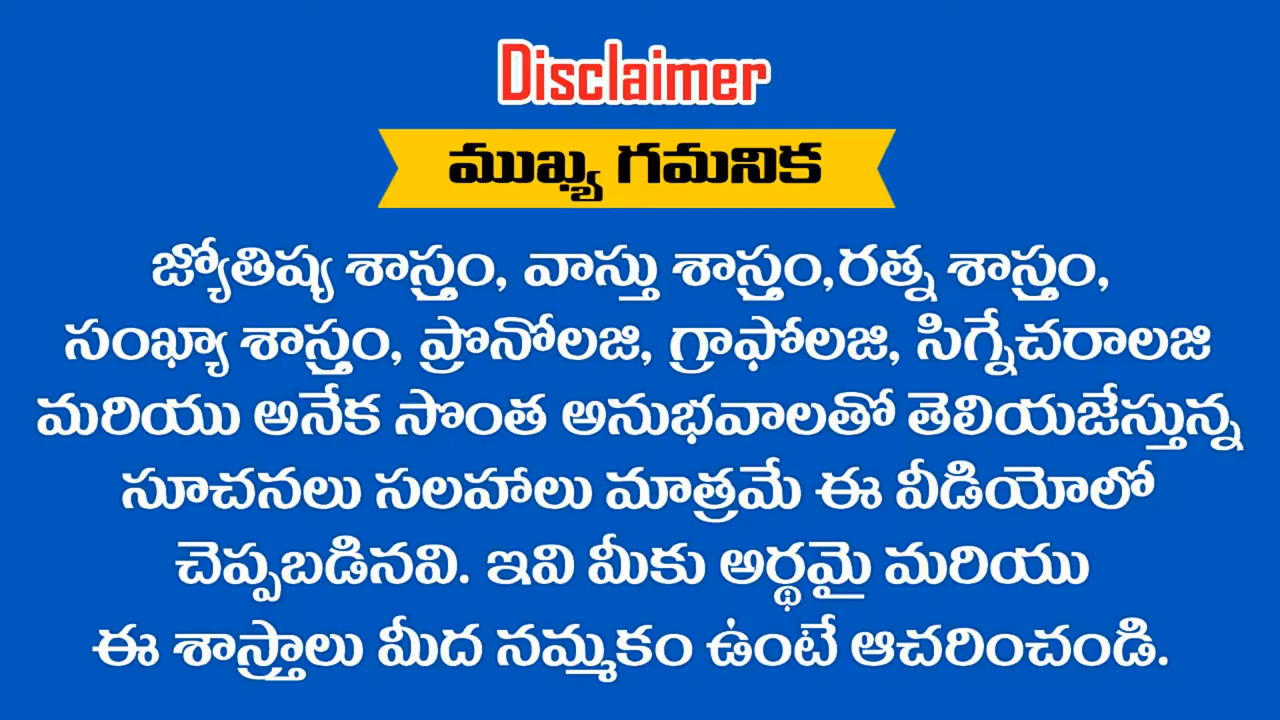 Disclaimer
ముఖ్య గమనిక
జ్యోతిష్య శాస్త్రం, వాస్తు శాస్త్రం,రత్న శాస్త్రం,
సంఖ్యా శాస్త్రం, ప్రొనోలజి, గ్రాఫోలజి, సిగ్నేచరాలజి
మరియు అనేక సొంత అనుభవాలతో తెలియజేస్తున్న
సూచనలు సలహాలు మాత్రమే ఈ వీడియోలో
చెప్పబడినవి. ఇవి మీకు అర్థమై మరియు
ఈ శాస్త్రాలు మీద నమ్మకం ఉంటే ఆచరించండి.